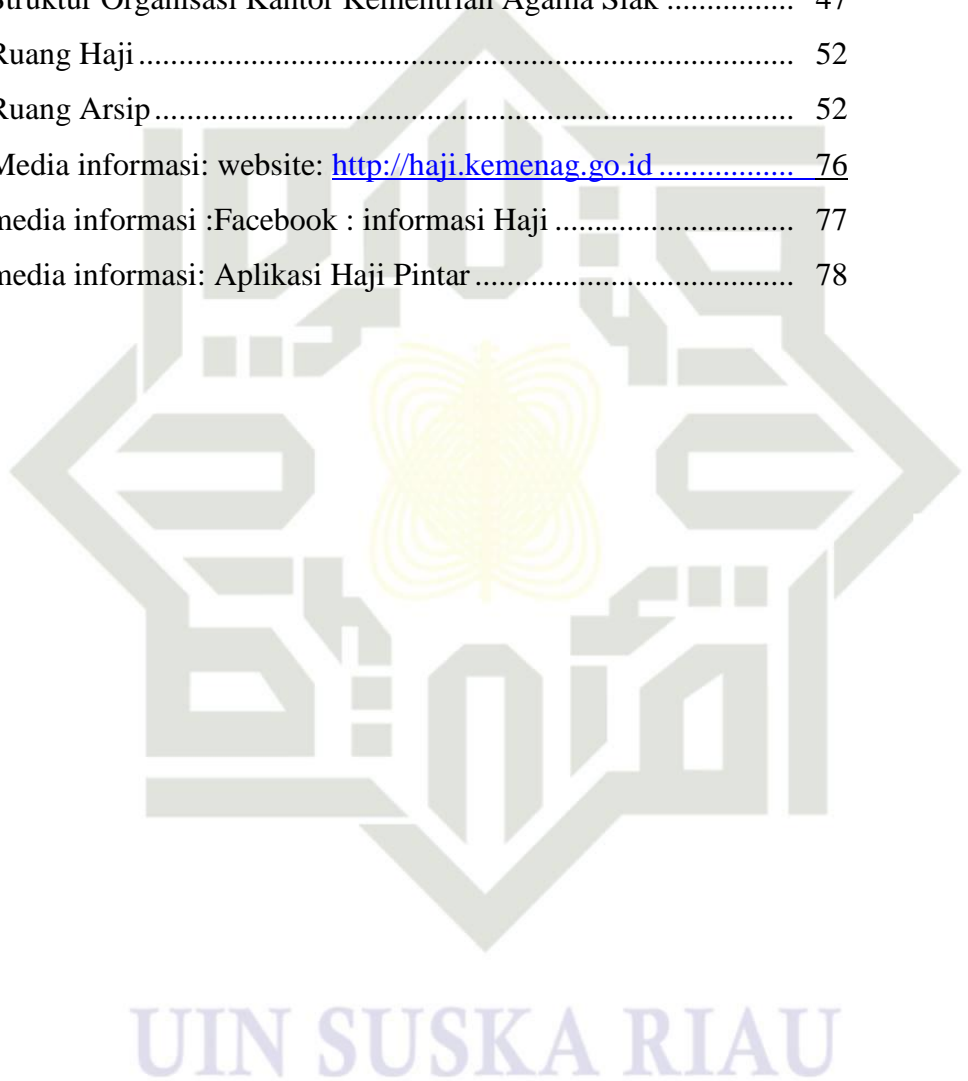 Struktur Organisasi Kantor Kementrian Agama Siak ............... 47
Ruang Haji ............................................................................... 52
Ruang Arsip ............................................................................. 52
Media informasi: website: http://haji.kemenag.go.id ................ 76
media informasi :Facebook : informasi Haji ............................ 77
media informasi: Aplikasi Haji Pintar ...................................... 78
UIN SUSKA RIAU